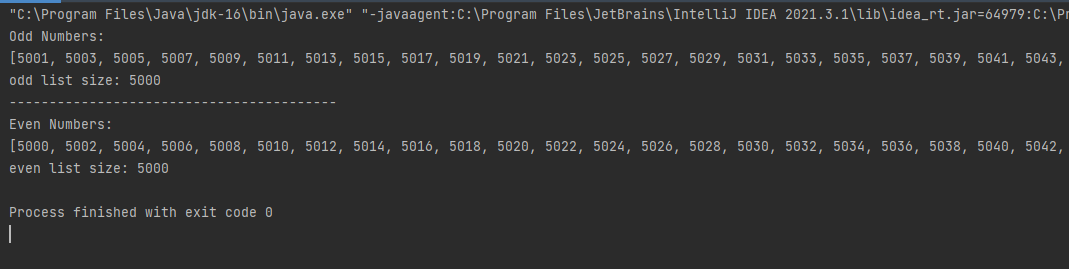 "C:\Program Files\Java\jdk-16\bin\java.exe" "-javaagent:C:\Program Files\JetBrains\IntelliJ IDEA 2021.3.1\lib\idea_rt.jar=64979:C:\Pr
Odd Numbers:
[5001, 5003, 5005, 5007, 5009, 5011, 5013, 5015, 5017, 5019, 5021, 5023, 5025, 5027, 5029, 5031, 5033, 5035, 5037, 5039, 5041, 5043,
odd list size: 5000
-----------------------------------------
Even Numbers:
[5000, 5002, 5004, 5006, 5008, 5010, 5012, 5014, 5016, 5018, 5020, 5022, 5024, 5026, 5028, 5030, 5032, 5034, 5036, 5038, 5040, 5042,
even list size: 5000
Process finished with exit code 0